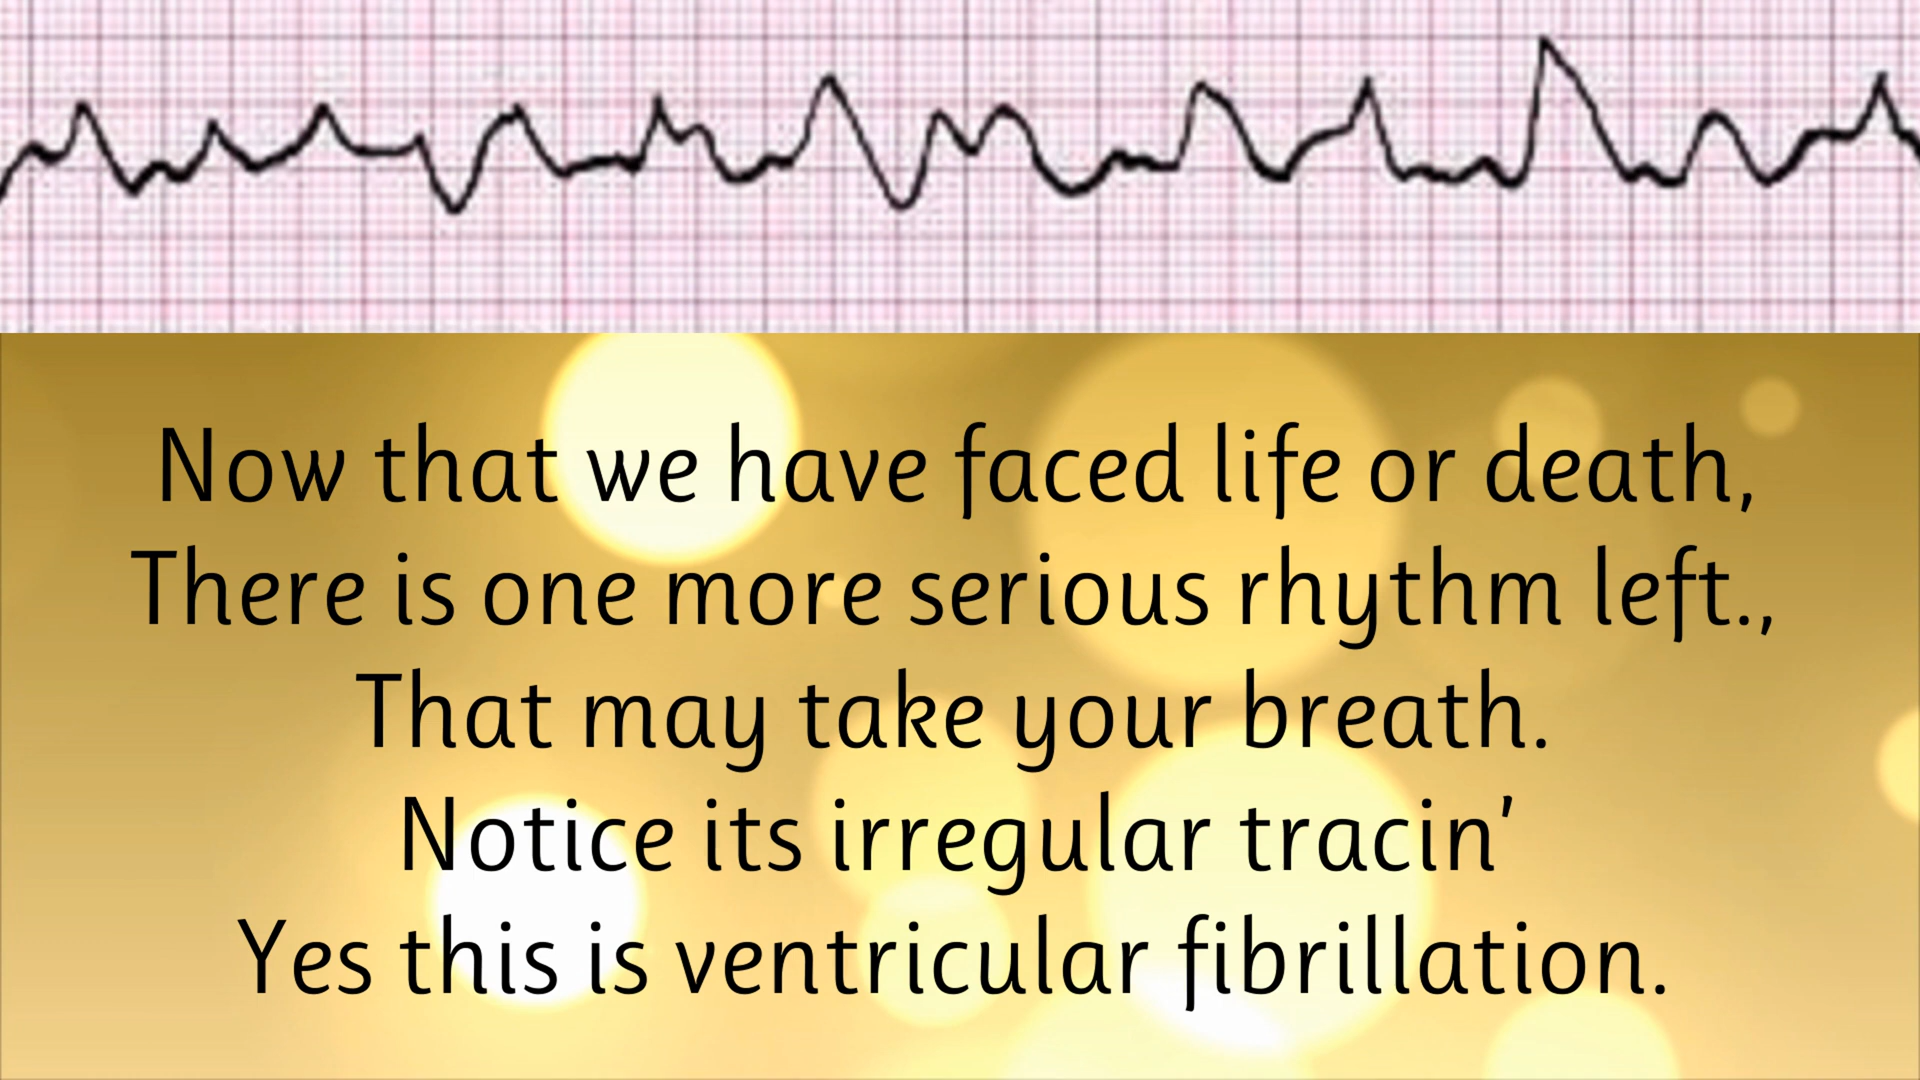 Now that we have faced life or death,
There is one more serious rhythm left.,
That may take your breath.
Notice its irregular tracin’
Yes this is ventricular fibrillation.